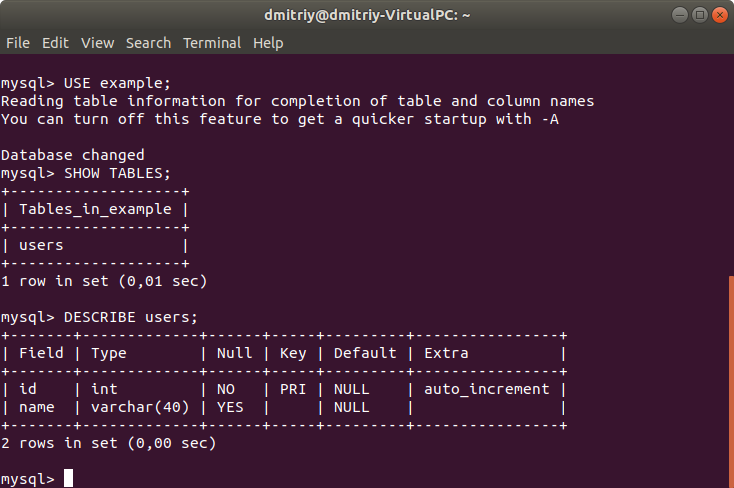 dmitriy@dmitriy-VirtualPC: ~
File Edit View Search Terminal Help
mysql> USE example;
Reading table information for completion of table and column names
You can turn off this feature to get a quicker startup with -A
Database changed
mysql> SHOW TABLES;
+-------------------+
| Tables_in_example |
+-------------------+
| users             |
+-------------------+
1 row in set (0,01 sec)
mysql> DESCRIBE users;
+-------+-------------+------+-----+---------+----------------+
| Field | Type        | Null | Key | Default | Extra          |
+-------+-------------+------+-----+---------+----------------+
| id    | int         | NO   | PRI | NULL    | auto_increment |
| name  | varchar(40) | YES  |     | NULL    |                |
+-------+-------------+------+-----+---------+----------------+
2 rows in set (0,00 sec)
mysql>